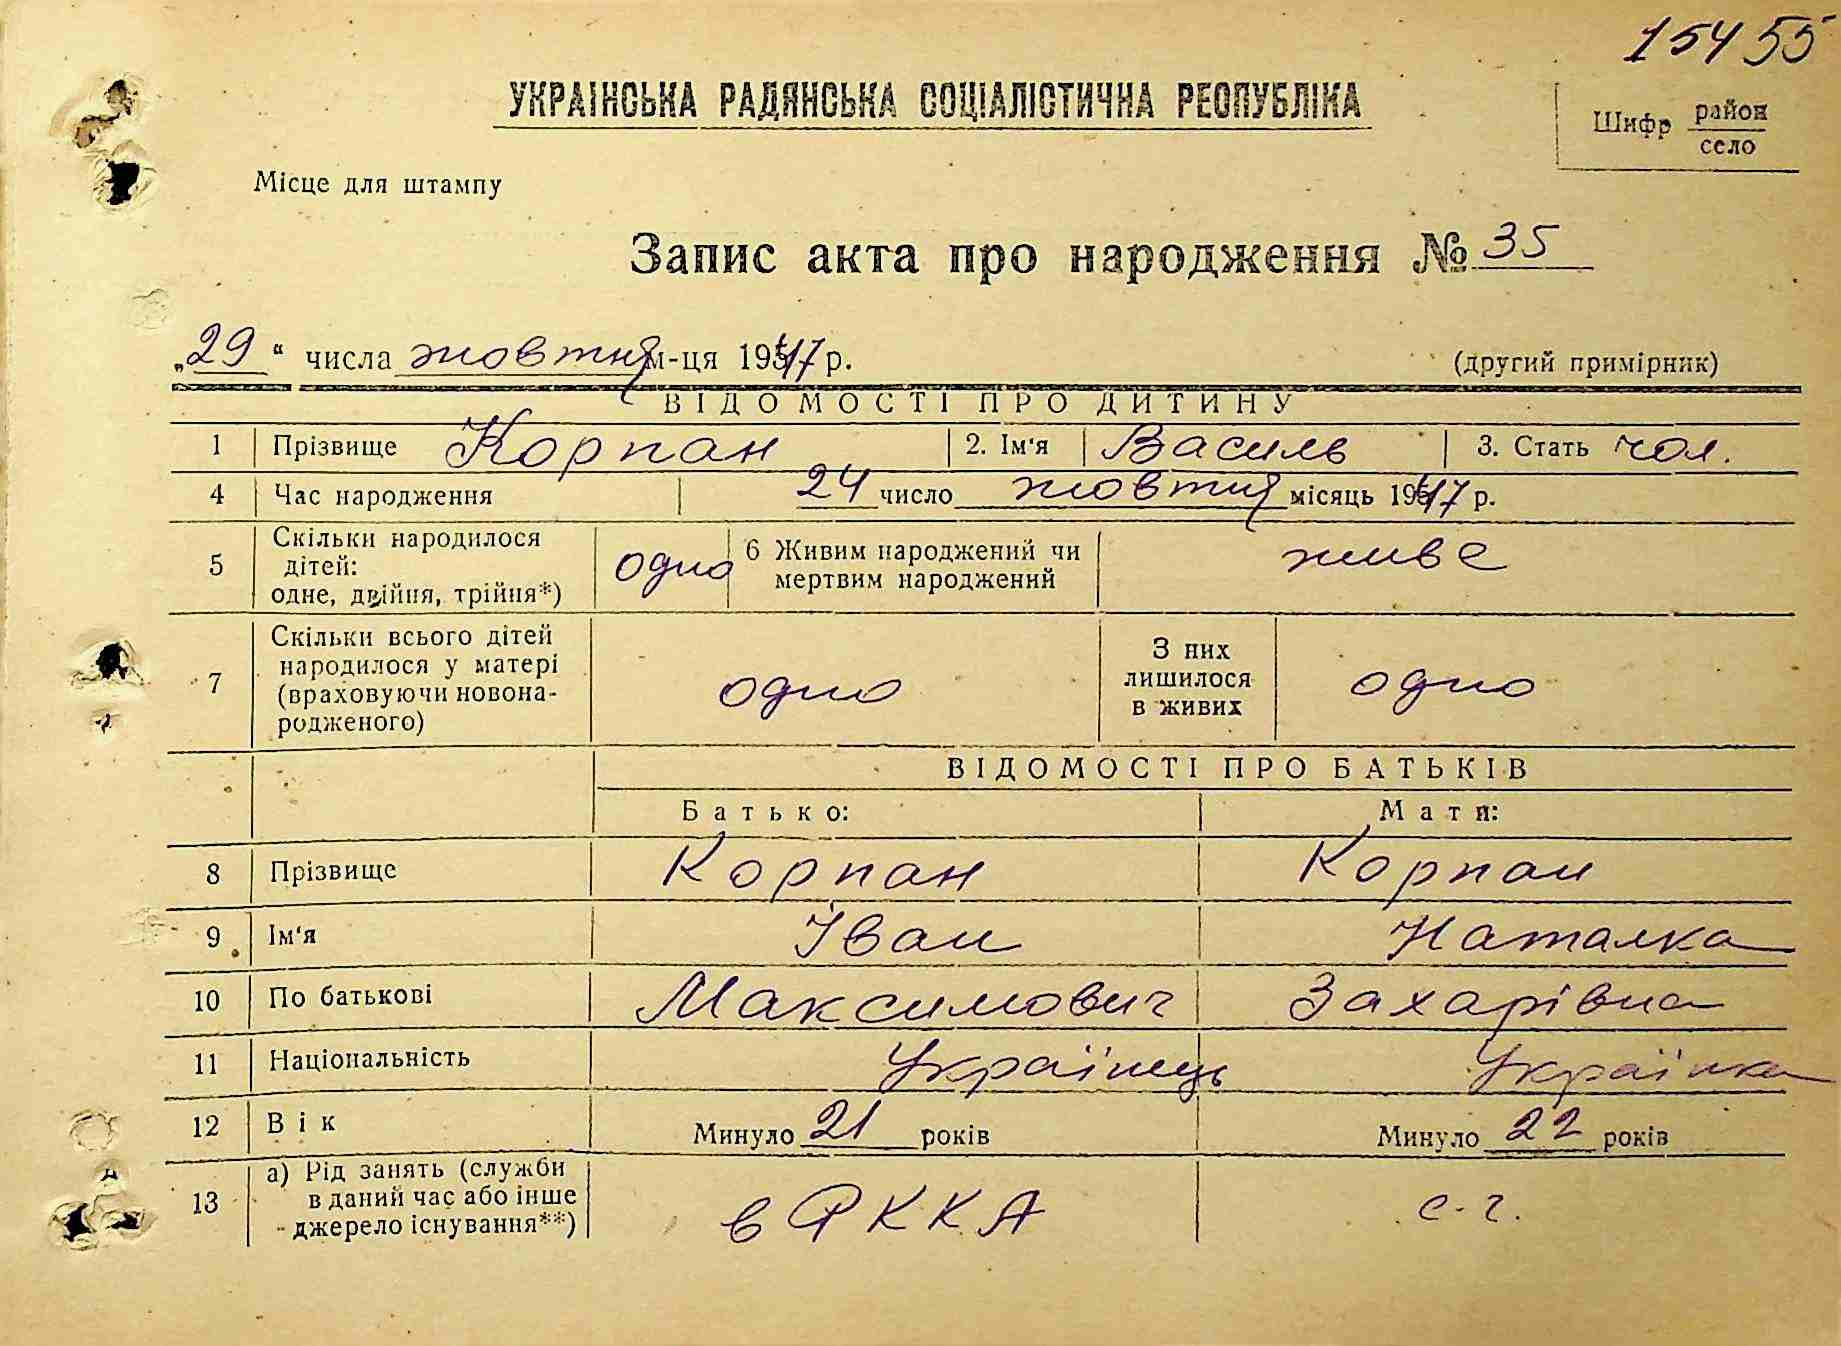 15455
УКРАЇНСЬКА РАДЯНСЬКА СОЦІАЛІСТИЧНА РЕСПУБЛІКА
Шифр район село
Місце для штампу
Запис акта про народження № 35
„29“ числа жовтня м-ця 1947 р. (другий примірник)
ВІДОМОСТІ ПРО ДИТИНУ
1 Прізвище Корпан 2. Ім'я Василь 3. Стать чол.
4 Час народження 24 число жовтня місяць 1947 р.
5 Скільки народилося дітей: одне, двійня, трійня*) одно 6 Живим народжений чи мертвим народжений живе
7 Скільки всього дітей народилося у матері (враховуючи новонародженого) одно З них лишилося в живих одно
ВІДОМОСТІ ПРО БАТЬКІВ
Батько: Мати:
8 Прізвище Корпан Корпан
9 Ім'я Іван Наталка
10 По батькові Максимович Захарівна
11 Національність Українець Українка
12 Вік Минуло 21 років Минуло 22 років
13 а) Рід занять (служби в даний час або інше джерело існування**) в РККА с-г.